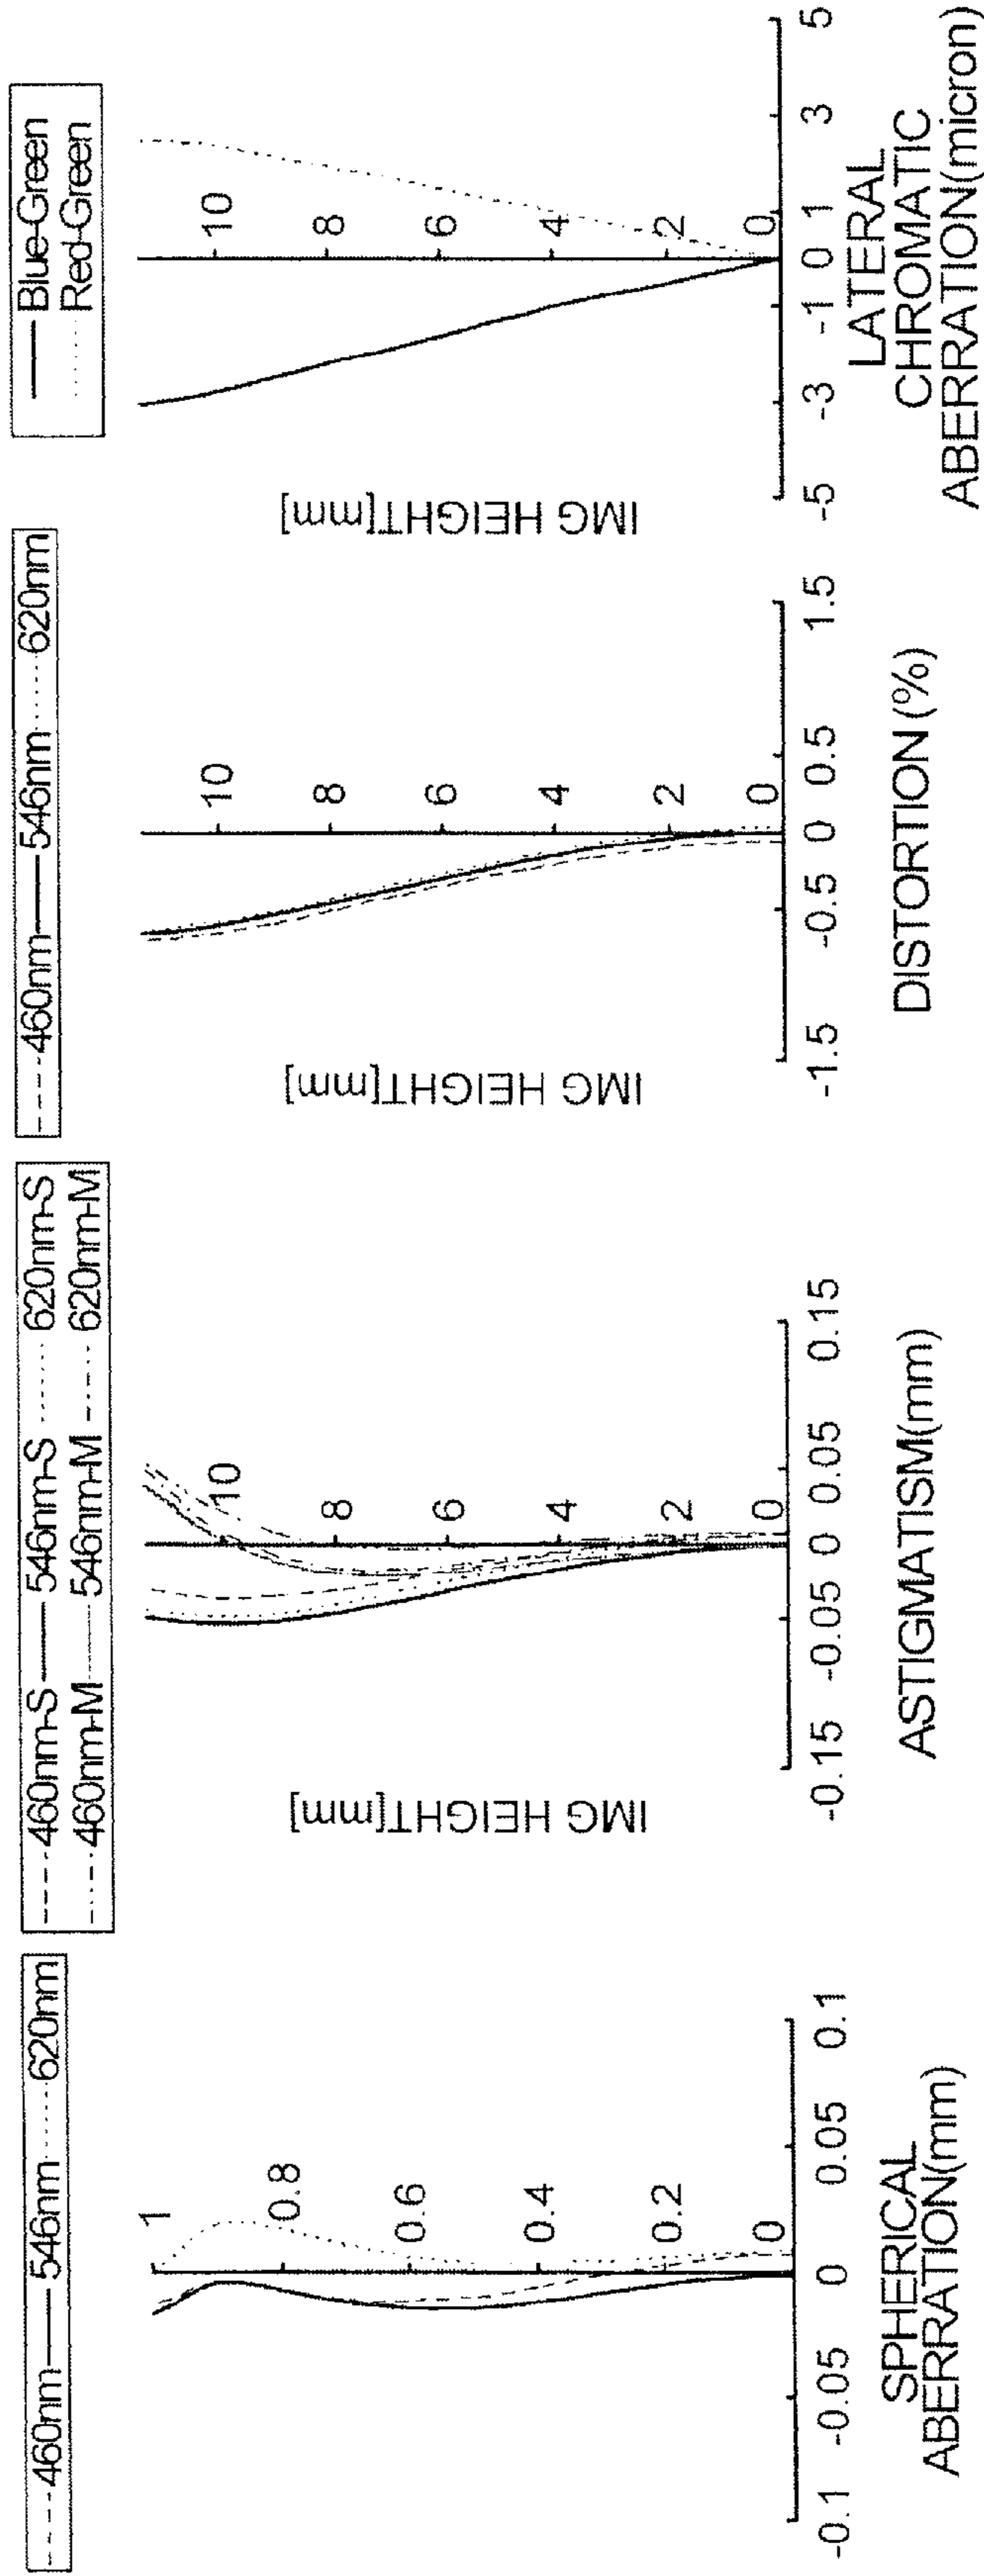 460nm 546nm 620nm
1
0.8
0.6
0.4
0.2
0
-0.1 -0.05 0 0.05 0.1
SPHERICAL
ABERRATION(mm)
460nm-S 546nm-S 620nm-S
460nm-M 546nm-M 620nm-M
IMG HEIGHT[mm]
10
8
6
4
2
0
-0.15 -0.05 0 0.05 0.15
ASTIGMATISM(mm)
460nm 546nm 620nm
IMG HEIGHT[mm]
10
8
6
4
2
0
-1.5 -0.5 0 0.5 1.5
DISTORTION (%)
Blue-Green
Red-Green
IMG HEIGHT[mm]
10
8
6
4
2
0
-5 -3 -1 0 1 3 5
LATERAL
CHROMATIC
ABERRATION(micron)